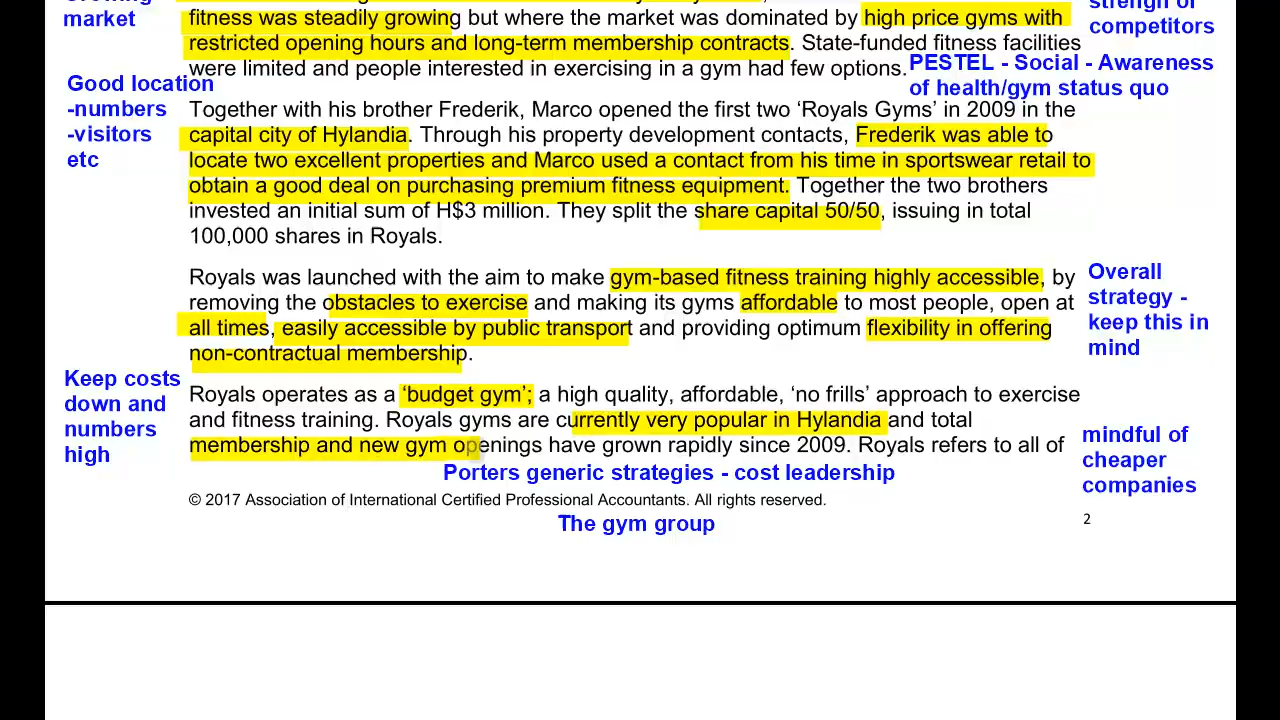 market
fitness was steadily growing but where the market was dominated by high price gyms with
competitors
restricted opening hours and long-term membership contracts. State-funded fitness facilities
were limited and people interested in exercising in a gym had few options.
PESTEL - Social - Awareness
of health/gym status quo
Good location
-numbers
-visitors
etc
Together with his brother Frederik, Marco opened the first two ‘Royals Gyms’ in 2009 in the
capital city of Hylandia. Through his property development contacts, Frederik was able to
locate two excellent properties and Marco used a contact from his time in sportswear retail to
obtain a good deal on purchasing premium fitness equipment. Together the two brothers
invested an initial sum of H$3 million. They split the share capital 50/50, issuing in total
100,000 shares in Royals.
Royals was launched with the aim to make gym-based fitness training highly accessible, by
removing the obstacles to exercise and making its gyms affordable to most people, open at
all times, easily accessible by public transport and providing optimum flexibility in offering
non-contractual membership.
Overall
strategy -
keep this in
mind
Keep costs
down and
numbers
high
Royals operates as a ‘budget gym’; a high quality, affordable, ‘no frills’ approach to exercise
and fitness training. Royals gyms are currently very popular in Hylandia and total
membership and new gym openings have grown rapidly since 2009. Royals refers to all of
mindful of
cheaper
companies
Porters generic strategies - cost leadership
© 2017 Association of International Certified Professional Accountants. All rights reserved.
The gym group
2